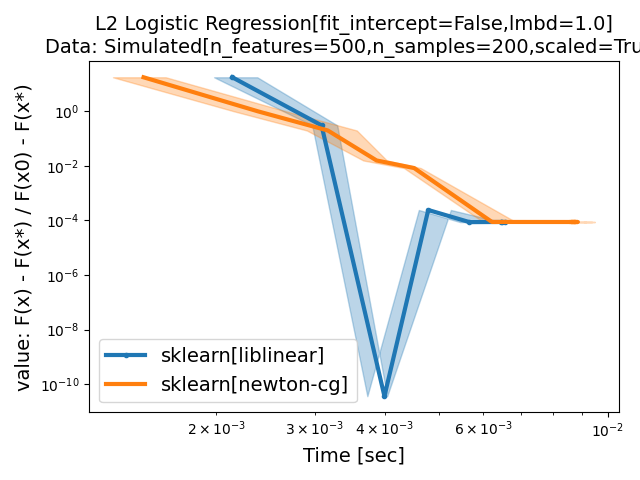 L2 Logistic Regression[fit_intercept=False,lmbd=1.0]
Data: Simulated[n_features=500,n_samples=200,scaled=Tru
value: F(x) - F(x*) / F(x0) - F(x*)
10⁰
10⁻²
10⁻⁴
10⁻⁶
10⁻⁸
10⁻¹⁰
sklearn[liblinear]
sklearn[newton-cg]
2 × 10⁻³ 3 × 10⁻³ 4 × 10⁻³ 6 × 10⁻³ 10⁻²
Time [sec]